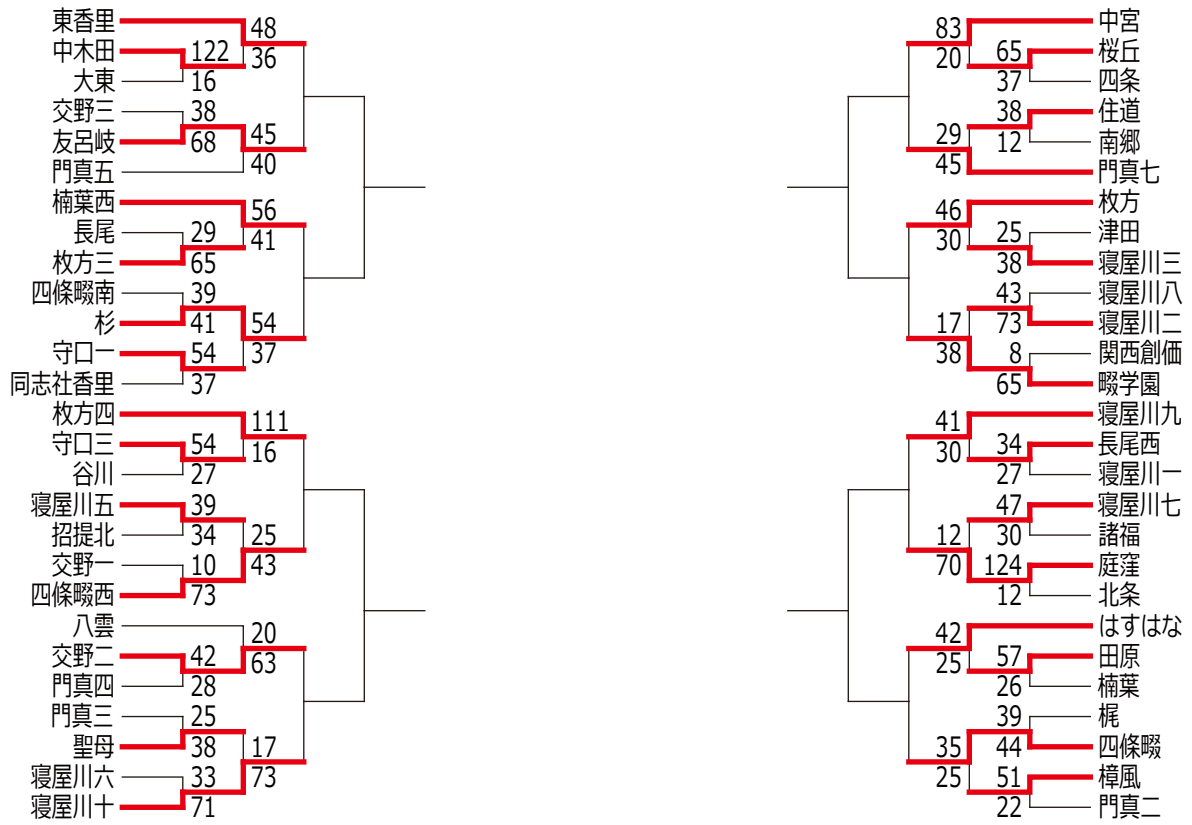 東香里 48 83 中宮
中木田 122 36 20 65 桜丘
大東 16 37 四条
交野三 38 38 住道
友呂岐 68 45 29 12 南郷
門真五 40 45 門真七
楠葉西 56 46 枚方
長尾 29 41 30 25 津田
枚方三 65 38 寝屋川三
四條畷南 39 43 寝屋川八
杉 41 54 17 73 寝屋川二
守口一 54 37 38 8 関西創価
同志社香里 37 65 畷学園
枚方四 111 41 寝屋川九
守口三 54 16 30 34 長尾西
谷川 27 27 寝屋川一
寝屋川五 39 47 寝屋川七
招提北 34 25 12 30 諸福
交野一 10 43 70 124 庭窪
四條畷西 73 12 北条
八雲 20 42 はすはな
交野二 42 63 25 57 田原
門真四 28 26 楠葉
門真三 25 39 梶
聖母 38 17 35 44 四條畷
寝屋川六 33 73 25 51 樟風
寝屋川十 71 22 門真二